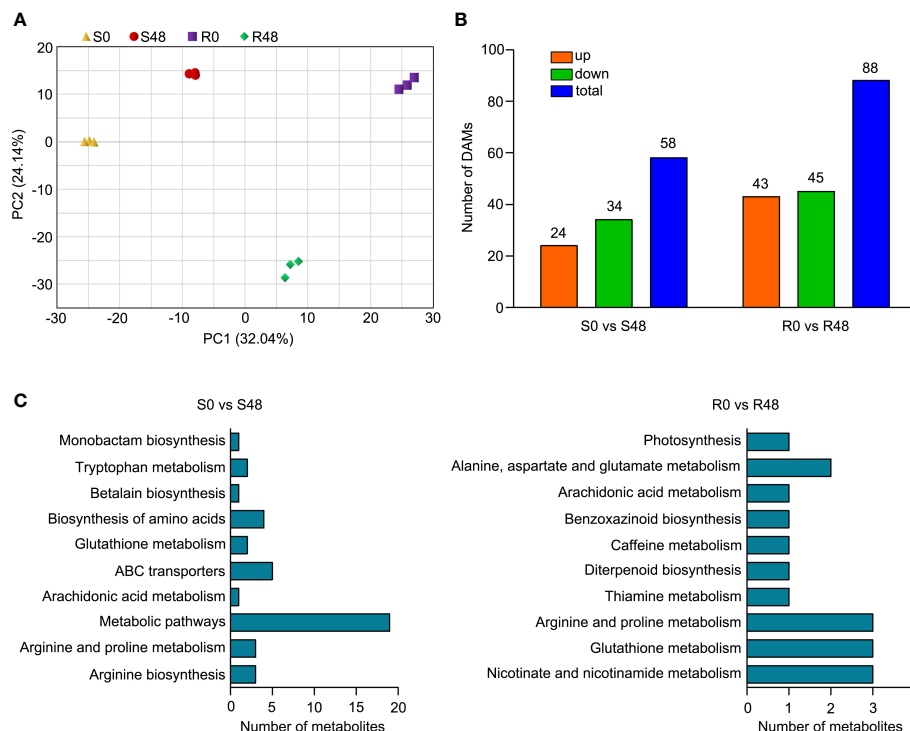 A
S0 S48 R0 R48
20
10
0
-10
-20
-30
-30 -20 -10 0 10 20 30
PC1 (32.04%)
PC2 (24.14%)
B
up
down
total
100
80
60
40
20
0
24 34 58 43 45 88
S0 vs S48 R0 vs R48
Number of DAMs
C
S0 vs S48
Monobactam biosynthesis
Tryptophan metabolism
Betalain biosynthesis
Biosynthesis of amino acids
Glutathione metabolism
ABC transporters
Arachidonic acid metabolism
Metabolic pathways
Arginine and proline metabolism
Arginine biosynthesis
0 5 10 15 20
Number of metabolites
R0 vs R48
Photosynthesis
Alanine, aspartate and glutamate metabolism
Arachidonic acid metabolism
Benzoxazinoid biosynthesis
Caffeine metabolism
Diterpenoid biosynthesis
Thiamine metabolism
Arginine and proline metabolism
Glutathione metabolism
Nicotinate and nicotinamide metabolism
0 1 2 3
Number of metabolites